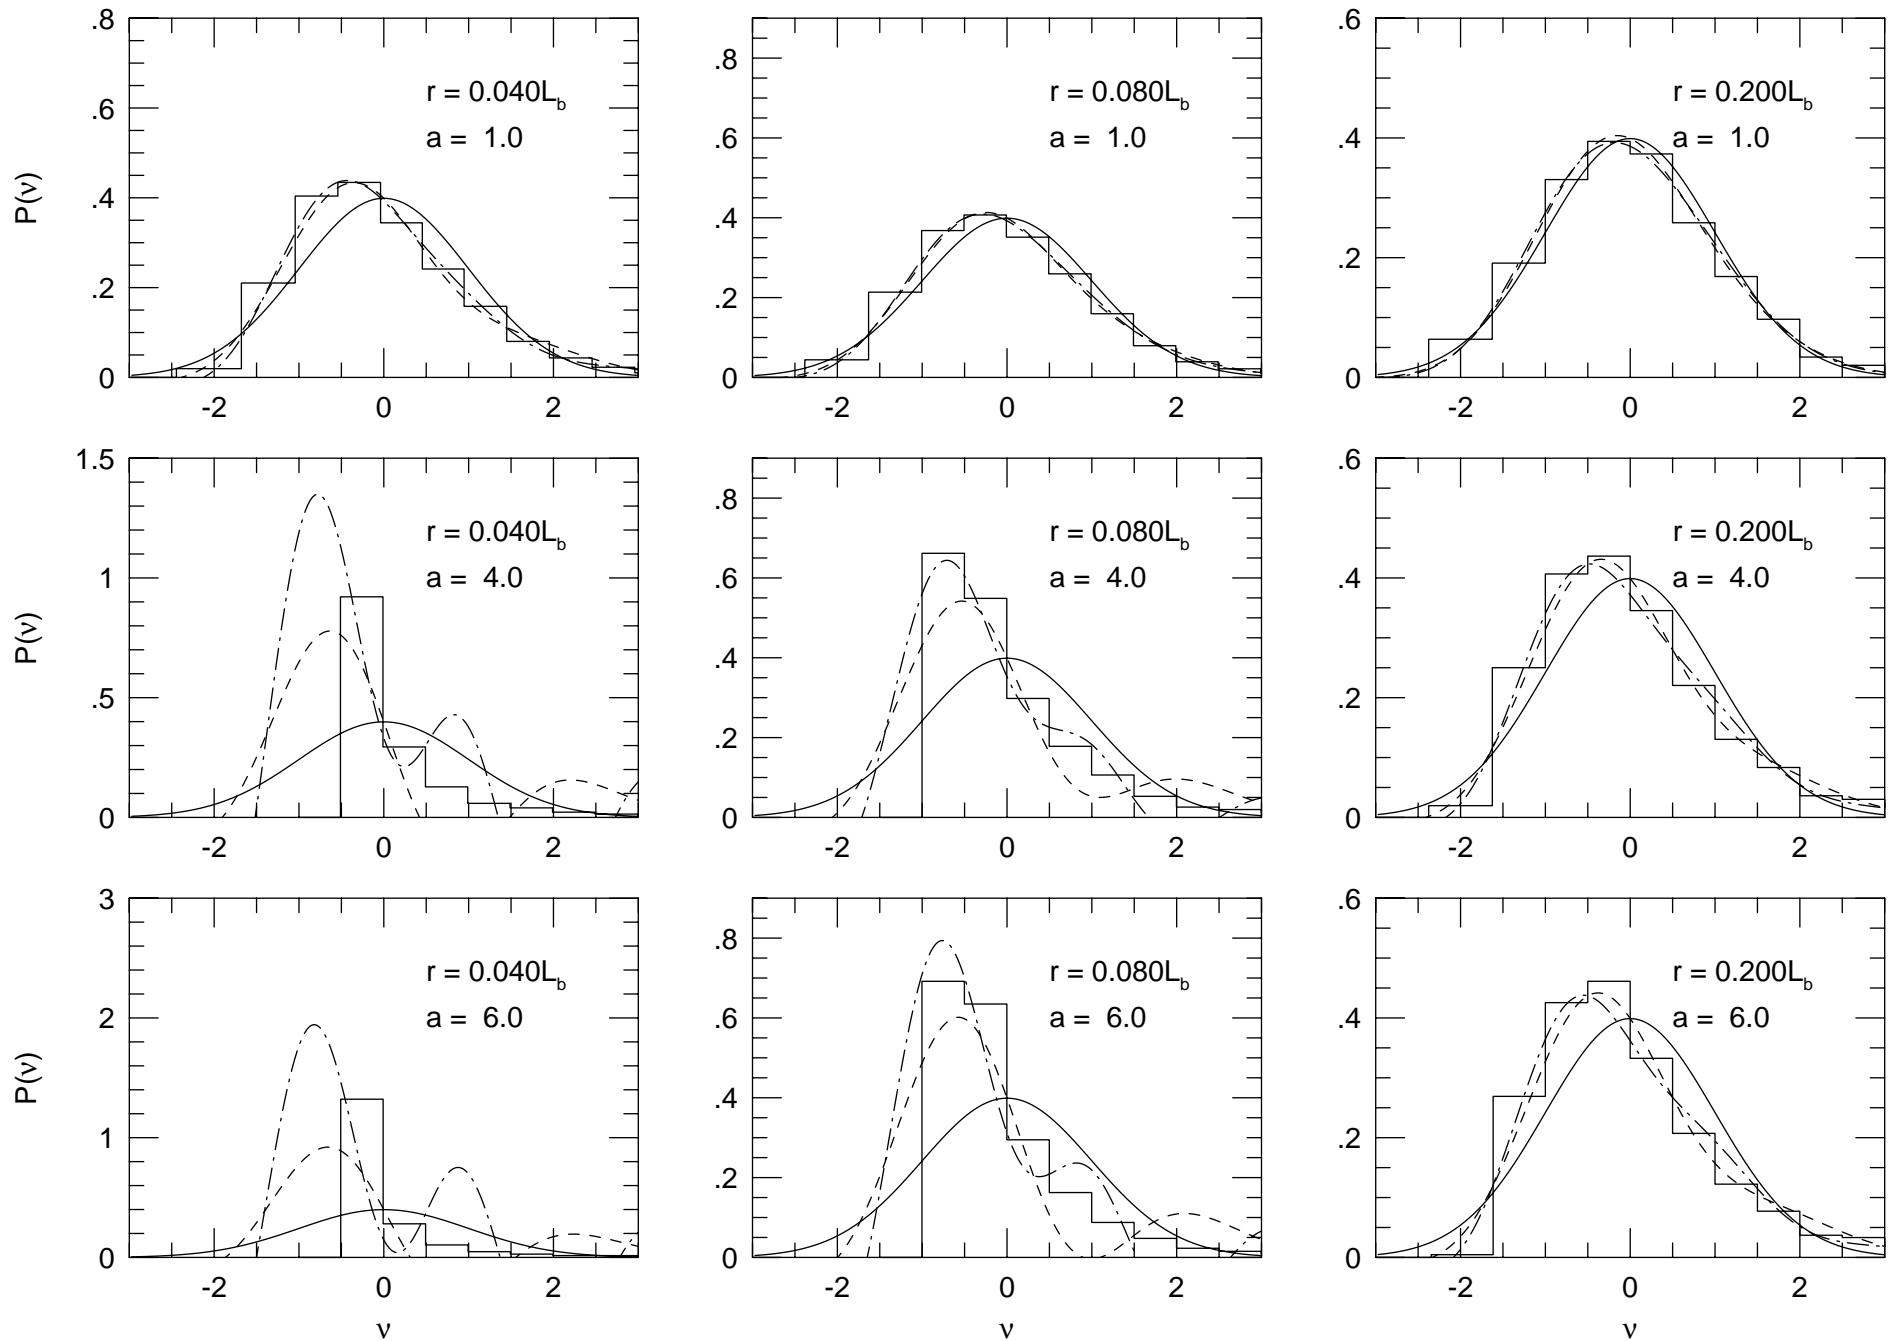 .8
.6
.4
.2
0
P(ν)
r = 0.040L_b
a = 1.0
-2 0 2
.8
.6
.4
.2
0
r = 0.080L_b
a = 1.0
-2 0 2
.6
.4
.2
0
r = 0.200L_b
a = 1.0
-2 0 2
1.5
1
.5
0
P(ν)
r = 0.040L_b
a = 4.0
-2 0 2
.8
.6
.4
.2
0
r = 0.080L_b
a = 4.0
-2 0 2
.6
.4
.2
0
r = 0.200L_b
a = 4.0
-2 0 2
3
2
1
0
P(ν)
r = 0.040L_b
a = 6.0
-2 0 2
ν
.8
.6
.4
.2
0
r = 0.080L_b
a = 6.0
-2 0 2
ν
.6
.4
.2
0
r = 0.200L_b
a = 6.0
-2 0 2
ν